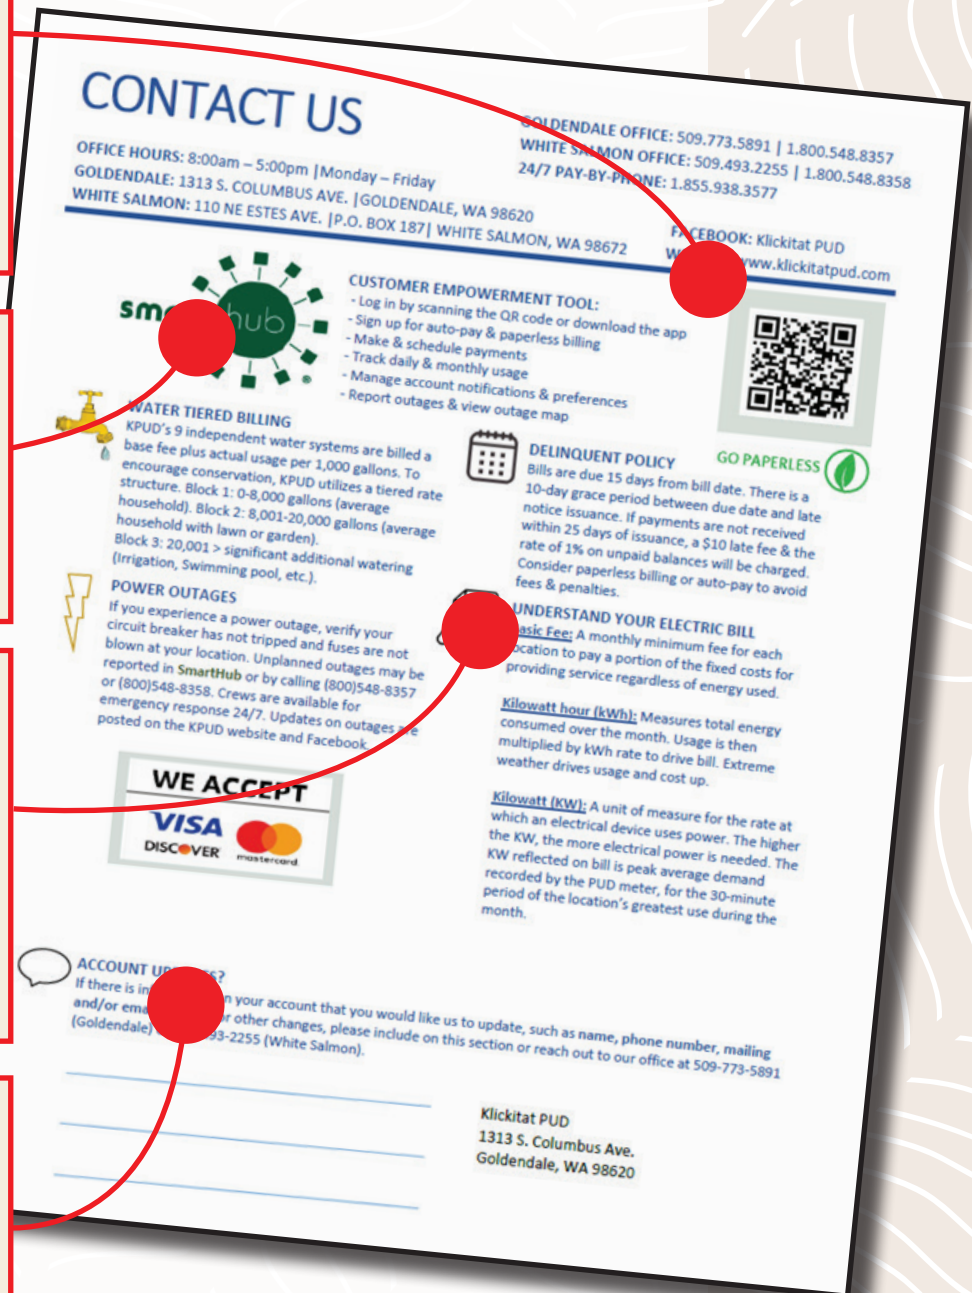 CONTACT US
OFFICE HOURS: 8:00am – 5:00pm |Monday – Friday
GOLDENDALE: 1313 S. COLUMBUS AVE. |GOLDENDALE, WA 98620
WHITE SALMON: 110 NE ESTES AVE. |P.O. BOX 187| WHITE SALMON, WA 98672
GOLDENDALE OFFICE: 509.773.5891 | 1.800.548.8357
WHITE SALMON OFFICE: 509.493.2255 | 1.800.548.8358
24/7 PAY-BY-PHONE: 1.855.938.3577
FACEBOOK: Klickitat PUD
www.klickitatpud.com
hub
CUSTOMER EMPOWERMENT TOOL:
- Log in by scanning the QR code or download the app
- Sign up for auto-pay & paperless billing
- Make & schedule payments
- Track daily & monthly usage
- Manage account notifications & preferences
- Report outages & view outage map
WATER TIERED BILLING
KPUD's 9 independent water systems are billed a
base fee plus actual usage per 1,000 gallons. To
encourage conservation, KPUD utilizes a tiered rate
structure. Block 1: 0-8,000 gallons (average
household). Block 2: 8,001-20,000 gallons (average
household with lawn or garden).
Block 3: 20,001 > significant additional watering
(Irrigation, Swimming pool, etc.).
POWER OUTAGES
If you experience a power outage, verify your
circuit breaker has not tripped and fuses are not
blown at your location. Unplanned outages may be
reported in SmartHub or by calling (800)548-8357
or (800)548-8358. Crews are available for
emergency response 24/7. Updates on outages are
posted on the KPUD website and Facebook.
WE ACCEPT
VISA
DISCOVER
mastercard
GO PAPERLESS
DELINQUENT POLICY
Bills are due 15 days from bill date. There is a
10-day grace period between due date and late
notice issuance. If payments are not received
within 25 days of issuance, a $10 late fee & the
rate of 1% on unpaid balances will be charged.
Consider paperless billing or auto-pay to avoid
fees & penalties.
UNDERSTAND YOUR ELECTRIC BILL
Fee: A monthly minimum fee for each
location to pay a portion of the fixed costs for
providing service regardless of energy used.
Kilowatt hour (kWh): Measures total energy
consumed over the month. Usage is then
multiplied by kWh rate to drive bill. Extreme
weather drives usage and cost up.
Kilowatt (KW): A unit of measure for the rate at
which an electrical device uses power. The higher
the KW, the more electrical power is needed. The
KW reflected on bill is peak average demand
recorded by the PUD meter, for the 30-minute
period of the location's greatest use during the
month.
ACCOUNT
If there is your account that you would like us to update, such as name, phone number, mailing
and/or or other changes, please include on this section or reach out to our office at 509-773-5891
(Goldendale) 93-2255 (White Salmon).
Klickitat PUD
1313 S. Columbus Ave.
Goldendale, WA 98620